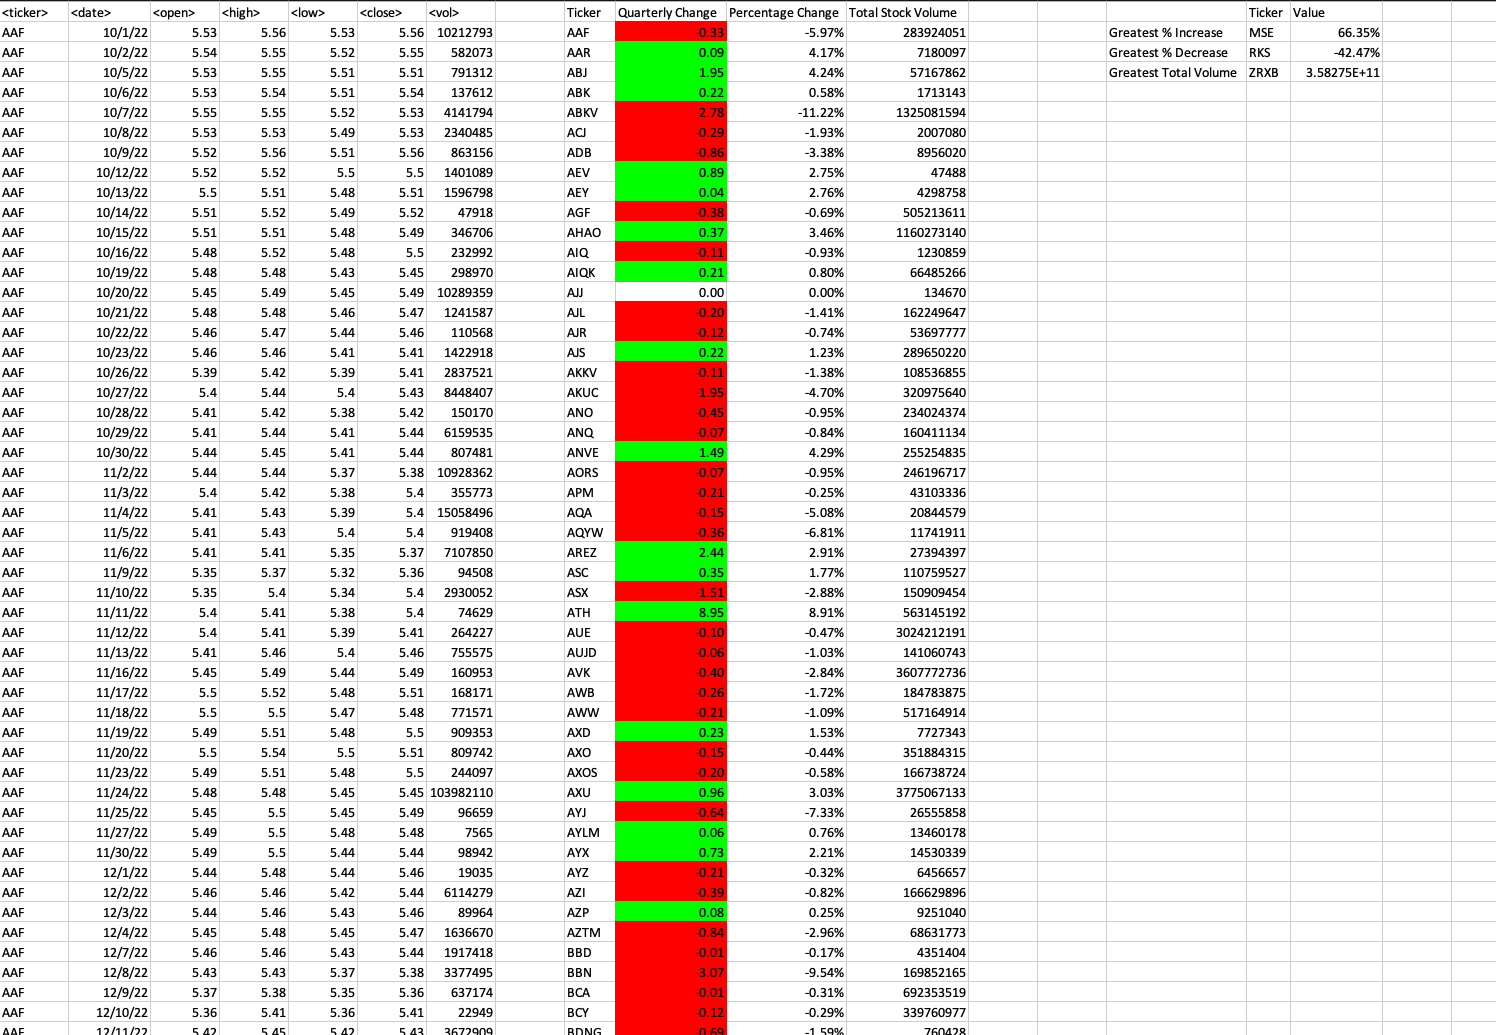 <ticker> <date> <open> <high> <low> <close> <vol> Ticker Quarterly Change Percentage Change Total Stock Volume Ticker Value
AAF 10/1/22 5.53 5.56 5.53 5.56 10212793 AAF -0.33 -5.97% 283924051 Greatest % Increase MSE 66.35%
AAF 10/2/22 5.54 5.55 5.52 5.55 582073 AAR 0.09 4.17% 7180097 Greatest % Decrease RKS -42.47%
AAF 10/5/22 5.53 5.55 5.51 5.51 791312 ABJ 1.95 4.24% 57167862 Greatest Total Volume ZRXB 3.58275E+11
AAF 10/6/22 5.53 5.54 5.51 5.54 137612 ABK 0.22 0.58% 1713143
AAF 10/7/22 5.55 5.55 5.52 5.53 4141794 ABKV -2.78 -11.22% 1325081594
AAF 10/8/22 5.53 5.53 5.49 5.53 2340485 ACJ -0.29 -1.93% 2007080
AAF 10/9/22 5.52 5.56 5.51 5.56 863156 ADB -0.86 -3.38% 8956020
AAF 10/12/22 5.52 5.52 5.5 5.5 1401089 AEV 0.89 2.75% 47488
AAF 10/13/22 5.5 5.51 5.48 5.51 1596798 AEY 0.04 2.76% 4298758
AAF 10/14/22 5.51 5.52 5.49 5.52 47918 AGF -0.38 -0.69% 505213611
AAF 10/15/22 5.51 5.51 5.48 5.49 346706 AHAO 0.37 3.46% 1160273140
AAF 10/16/22 5.48 5.52 5.48 5.5 232992 AIQ -0.11 -0.93% 1230859
AAF 10/19/22 5.48 5.48 5.43 5.45 298970 AIQK 0.21 0.80% 66485266
AAF 10/20/22 5.45 5.49 5.45 5.49 10289359 AJJ 0.00 0.00% 134670
AAF 10/21/22 5.48 5.48 5.46 5.47 1241587 AJL -0.20 -1.41% 162249647
AAF 10/22/22 5.46 5.47 5.44 5.46 110568 AJR -0.12 -0.74% 53697777
AAF 10/23/22 5.46 5.46 5.41 5.41 1422918 AJS 0.22 1.23% 289650220
AAF 10/26/22 5.39 5.42 5.39 5.41 2837521 AKKV -0.11 -1.38% 108536855
AAF 10/27/22 5.4 5.44 5.4 5.43 8448407 AKUC -1.95 -4.70% 320975640
AAF 10/28/22 5.41 5.42 5.38 5.42 150170 ANO -0.45 -0.95% 234024374
AAF 10/29/22 5.41 5.44 5.41 5.44 6159535 ANQ -0.07 -0.84% 160411134
AAF 10/30/22 5.44 5.45 5.41 5.44 807481 ANVE 1.49 4.29% 255254835
AAF 11/2/22 5.44 5.44 5.37 5.38 10928362 AORS -0.07 -0.95% 246196717
AAF 11/3/22 5.4 5.42 5.38 5.4 355773 APM -0.21 -0.25% 43103336
AAF 11/4/22 5.41 5.43 5.39 5.4 15058496 AQA -0.15 -5.08% 20844579
AAF 11/5/22 5.41 5.43 5.4 5.4 919408 AQYW -0.36 -6.81% 11741911
AAF 11/6/22 5.41 5.41 5.35 5.37 7107850 AREZ 2.44 2.91% 27394397
AAF 11/9/22 5.35 5.37 5.32 5.36 94508 ASC 0.35 1.77% 110759527
AAF 11/10/22 5.35 5.4 5.34 5.4 2930052 ASX -1.51 -2.88% 150909454
AAF 11/11/22 5.4 5.41 5.38 5.4 74629 ATH 8.95 8.91% 563145192
AAF 11/12/22 5.4 5.41 5.39 5.41 264227 AUE -0.10 -0.47% 3024212191
AAF 11/13/22 5.41 5.46 5.4 5.46 755575 AUJD -0.06 -1.03% 141060743
AAF 11/16/22 5.45 5.49 5.44 5.49 160953 AVK -0.40 -2.84% 3607772736
AAF 11/17/22 5.5 5.52 5.48 5.51 168171 AWB -0.26 -1.72% 184783875
AAF 11/18/22 5.5 5.5 5.47 5.48 771571 AWW -0.21 -1.09% 517164914
AAF 11/19/22 5.49 5.51 5.48 5.5 909353 AXD 0.23 1.53% 7727343
AAF 11/20/22 5.5 5.54 5.5 5.51 809742 AXO -0.15 -0.44% 351884315
AAF 11/23/22 5.49 5.51 5.48 5.5 244097 AXOS -0.20 -0.58% 166738724
AAF 11/24/22 5.48 5.48 5.45 5.45 103982110 AXU 0.96 3.03% 3775067133
AAF 11/25/22 5.45 5.5 5.45 5.49 96659 AYJ -0.64 -7.33% 26555858
AAF 11/27/22 5.49 5.5 5.48 5.48 7565 AYLM 0.06 0.76% 13460178
AAF 11/30/22 5.49 5.5 5.44 5.44 98942 AYX 0.73 2.21% 14530339
AAF 12/1/22 5.44 5.48 5.44 5.46 19035 AYZ -0.21 -0.32% 6456657
AAF 12/2/22 5.46 5.46 5.42 5.44 6114279 AZI -0.39 -0.82% 166629896
AAF 12/3/22 5.44 5.46 5.43 5.46 89964 AZP 0.08 0.25% 9251040
AAF 12/4/22 5.45 5.48 5.45 5.47 1636670 AZTM -0.84 -2.96% 68631773
AAF 12/7/22 5.46 5.46 5.43 5.44 1917418 BBD -0.01 -0.17% 4351404
AAF 12/8/22 5.43 5.43 5.37 5.38 3377495 BBN -3.07 -9.54% 169852165
AAF 12/9/22 5.37 5.38 5.35 5.36 637174 BCA -0.01 -0.31% 692353519
AAF 12/10/22 5.36 5.41 5.36 5.41 22949 BCY -0.12 -0.29% 339760977
AAF 12/11/22 5.42 5.45 5.42 5.43 3672909 BDNG -0.69 -1.59% 760428